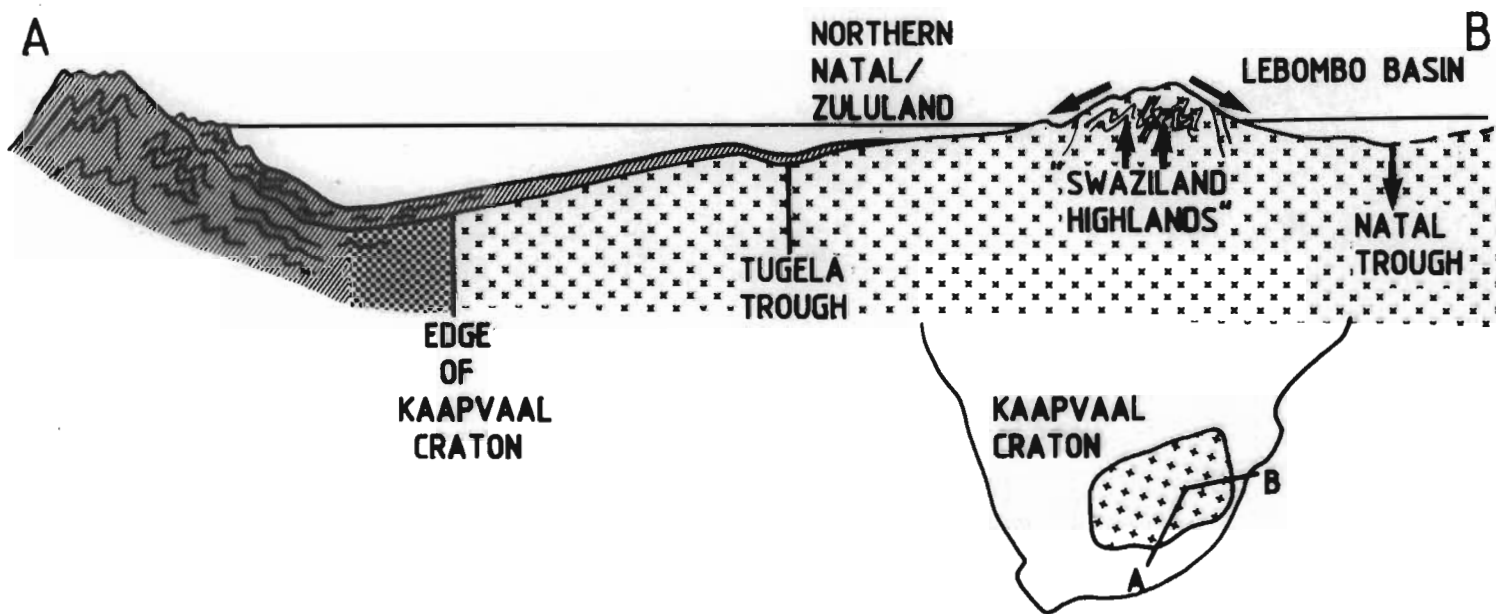 A
B
NORTHERN
NATAL/
ZULULAND
LEBOMBO BASIN
"SWAZILAND
HIGHLANDS"
NATAL
TROUGH
TUGELA
TROUGH
EDGE
OF
KAAPVAAL
CRATON
KAAPVAAL
CRATON
B
A